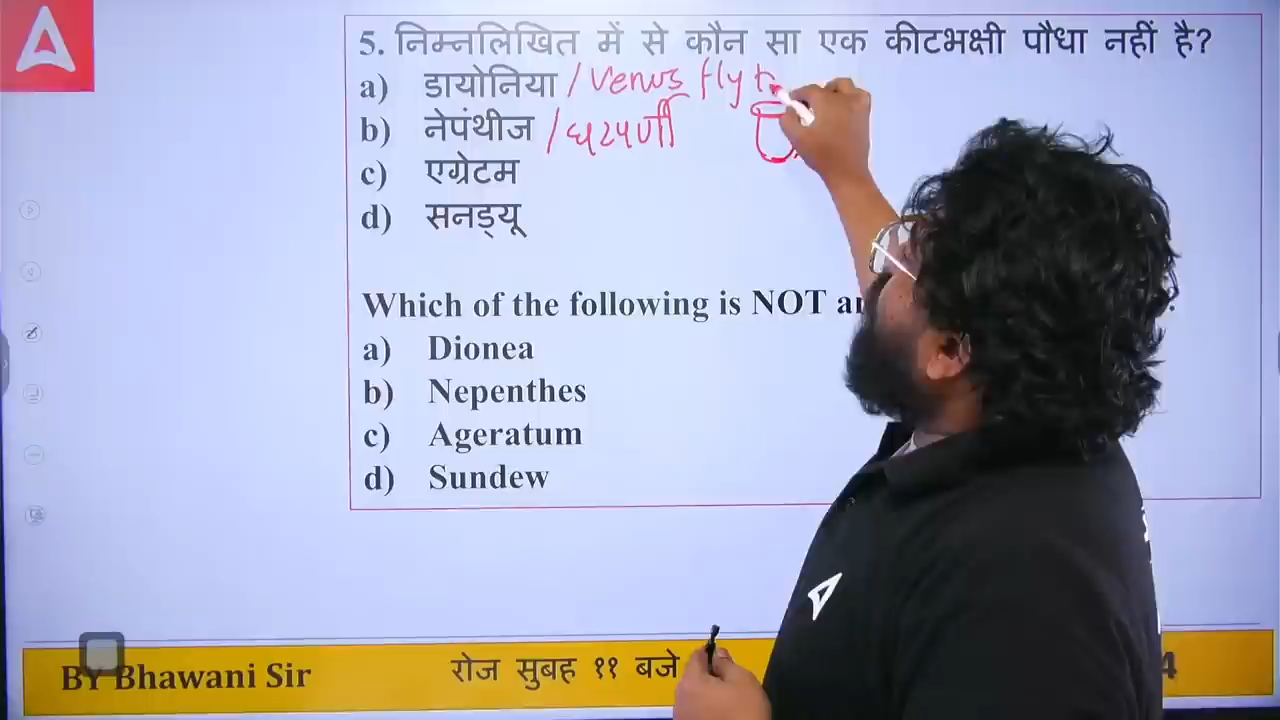 5. निम्नलिखित में से कौन सा एक कीटभक्षी पौधा नहीं है?
a) डायोनिया / Venus fly
b) नेपंथीज / घटपर्णी
c) एग्रेटम
d) सनड्यू
Which of the following is NOT
a) Dionea
b) Nepenthes
c) Ageratum
d) Sundew
BY Bhawani Sir रोज सुबह ११ बजे